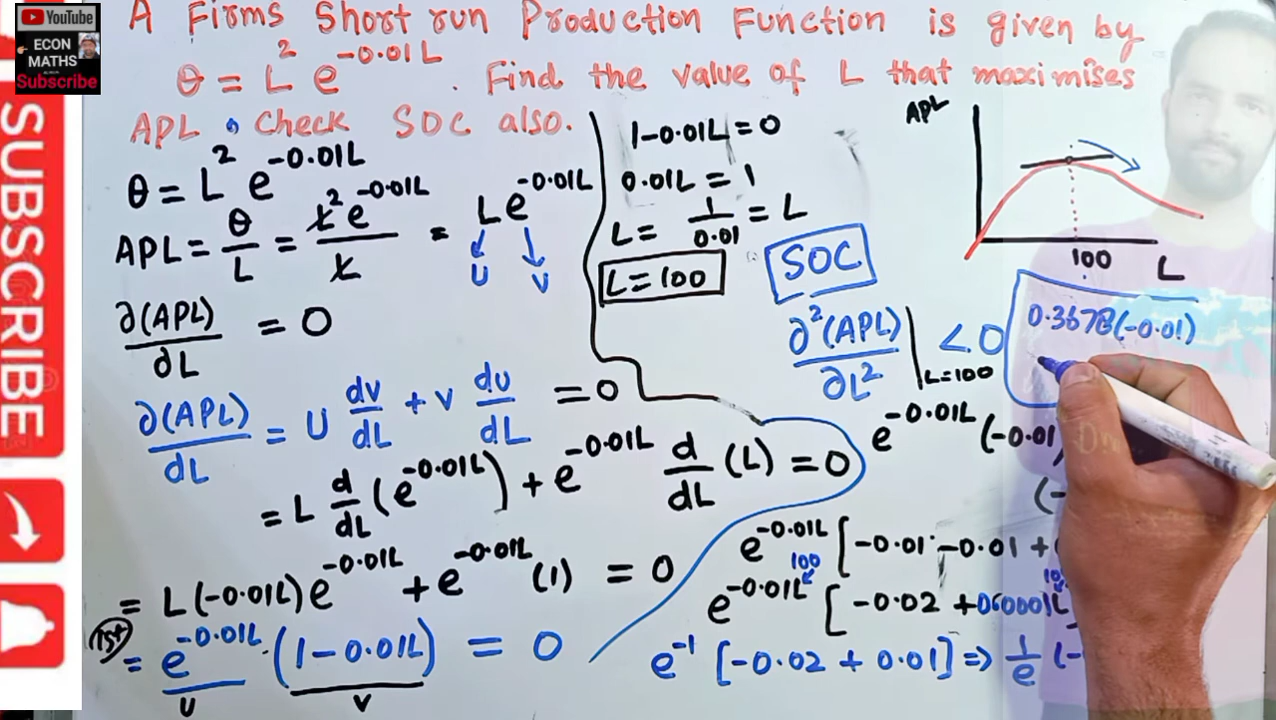 YouTube
ECON
MATHS
Subscribe
SUBSCRIBE
A Firms Short run Production Function is given by
θ = L² e^-0.01L . Find the value of L that maximises
APL . Check SOC also.
θ = L² e^-0.01L
APL = θ/L = L² e^-0.01L / L = L e^-0.01L
U V
∂(APL)/∂L = 0
∂(APL)/dL = U dv/dL + V du/dL = 0
= L d/dL (e^-0.01L) + e^-0.01L d/dL (L) = 0
= L(-0.01L) e^-0.01L + e^-0.01L (1) = 0
1st
= e^-0.01L · (1 - 0.01L) = 0
U V
1-0.01L = 0
0.01L = 1
L = 1/0.01 = L
L = 100
SOC
∂²(APL)/∂L² | L=100 < 0
APL
100 L
0.3678(-0.01)
e^-0.01L (-0.01
(-
e^-0.01L [-0.01 - 0.01 +
100
e^-0.01L [-0.02 + 0.0001L
e^-1 [-0.02 + 0.01] => 1/e (-